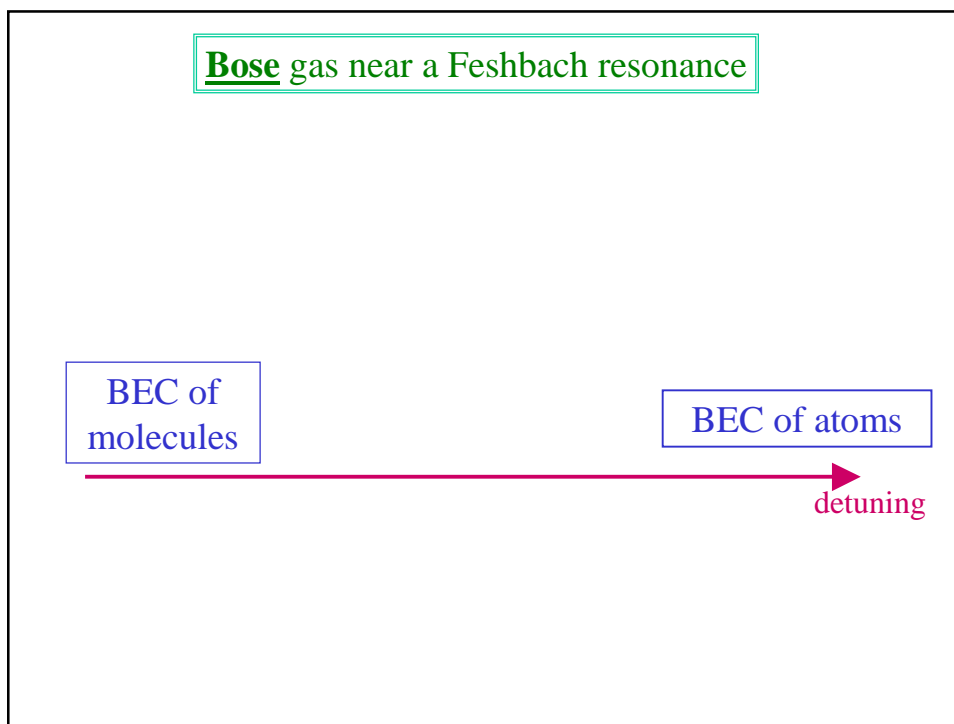 Bose gas near a Feshbach resonance
BEC of
molecules
BEC of atoms
detuning